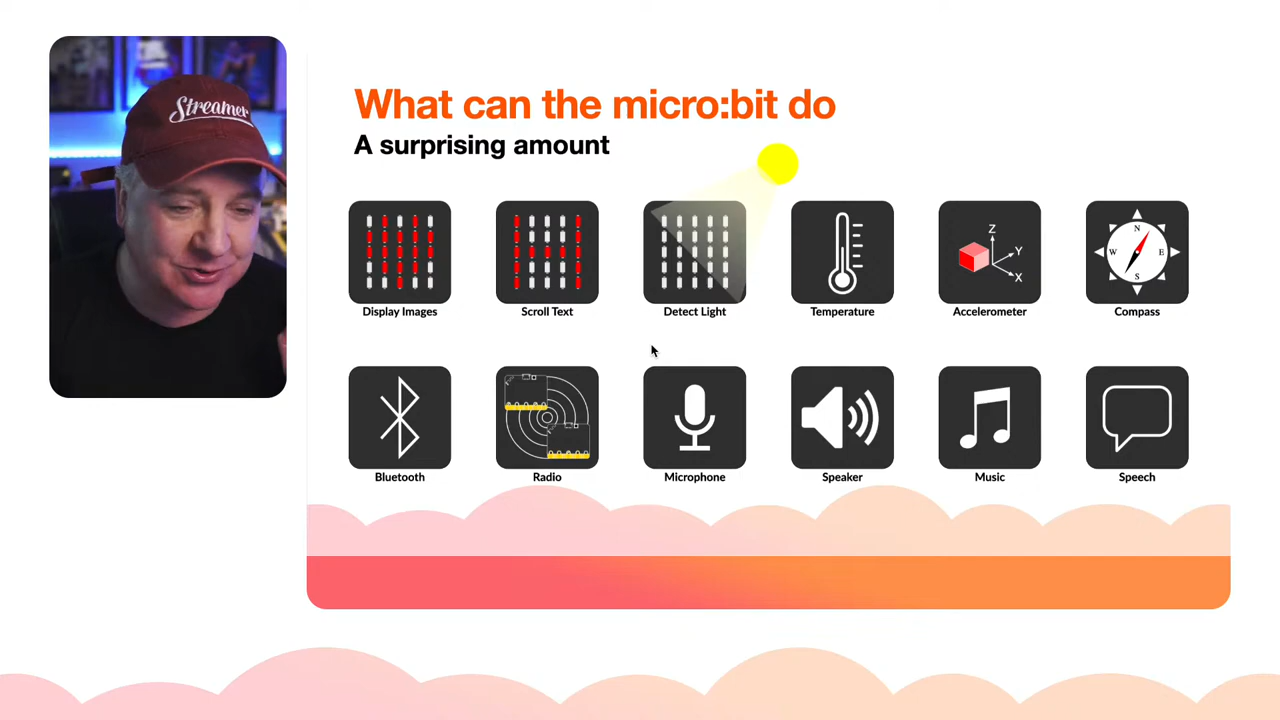 Streamer
What can the micro:bit do
A surprising amount
Display Images
Scroll Text
Detect Light
Temperature
Z
Y
X
Accelerometer
N
W
E
S
Compass
Bluetooth
Radio
Microphone
Speaker
Music
Speech